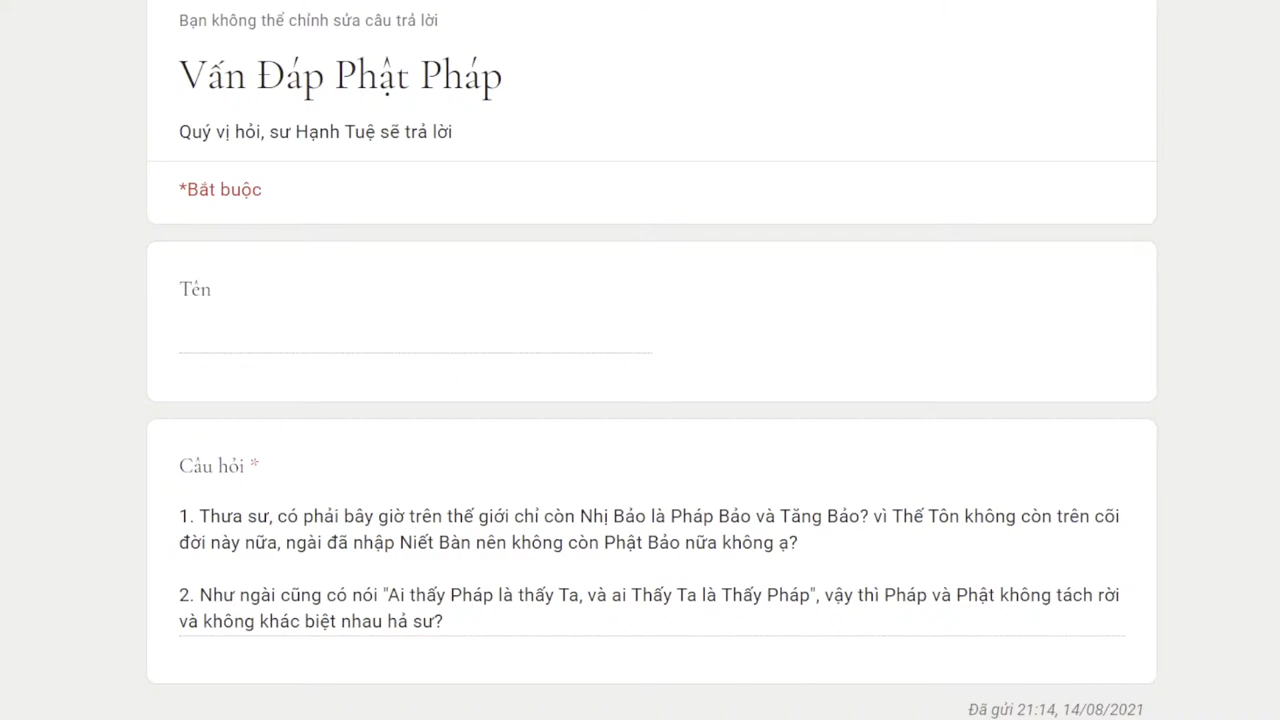 Bạn không thể chỉnh sửa câu trả lời
Vấn Đáp Phật Pháp
Quý vị hỏi, sư Hạnh Tuệ sẽ trả lời
*Bắt buộc
Tên
Câu hỏi *
1. Thưa sư, có phải bây giờ trên thế giới chỉ còn Nhị Bảo là Pháp Bảo và Tăng Bảo? vì Thế Tôn không còn trên cõi
đời này nữa, ngài đã nhập Niết Bàn nên không còn Phật Bảo nữa không ạ?
2. Như ngài cũng có nói "Ai thấy Pháp là thấy Ta, và ai Thấy Ta là Thấy Pháp", vậy thì Pháp và Phật không tách rời
và không khác biệt nhau hả sư?
Đã gửi 21:14, 14/08/2021